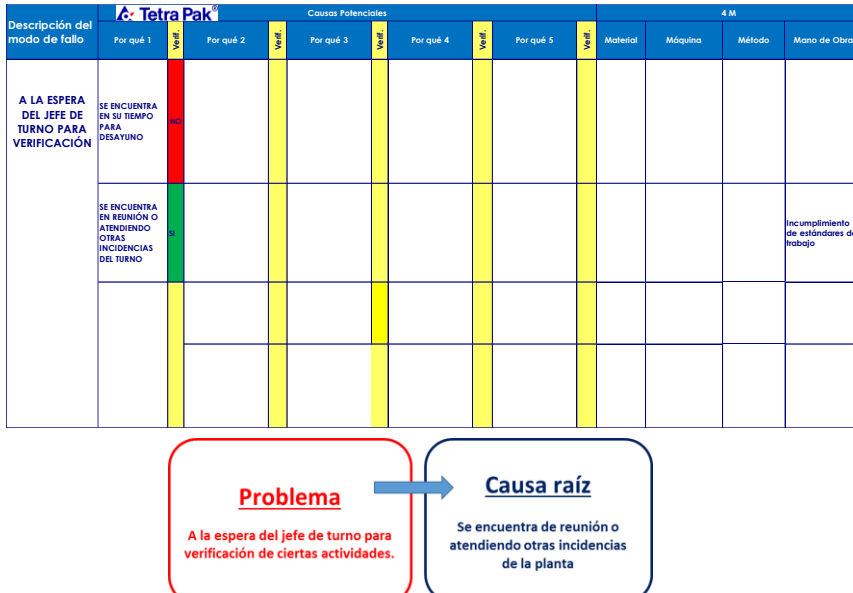 Tetra Pak®
Causas Potenciales
4 M
Descripción del
modo de fallo
Por qué 1
Verif.
Por qué 2
Verif.
Por qué 3
Verif.
Por qué 4
Verif.
Por qué 5
Verif.
Material
Máquina
Método
Mano de Obra
A LA ESPERA
DEL JEFE DE
TURNO PARA
VERIFICACIÓN
SE ENCUENTRA
EN SU TIEMPO
PARA
DESAYUNO
NO
SE ENCUENTRA
EN REUNIÓN O
ATENDIENDO
OTRAS
INCIDENCIAS
DEL TURNO
SI
Incumplimiento
de estándares de
trabajo
Problema
A la espera del jefe de turno para
verificación de ciertas actividades.
Causa raíz
Se encuentra de reunión o
atendiendo otras incidencias
de la planta